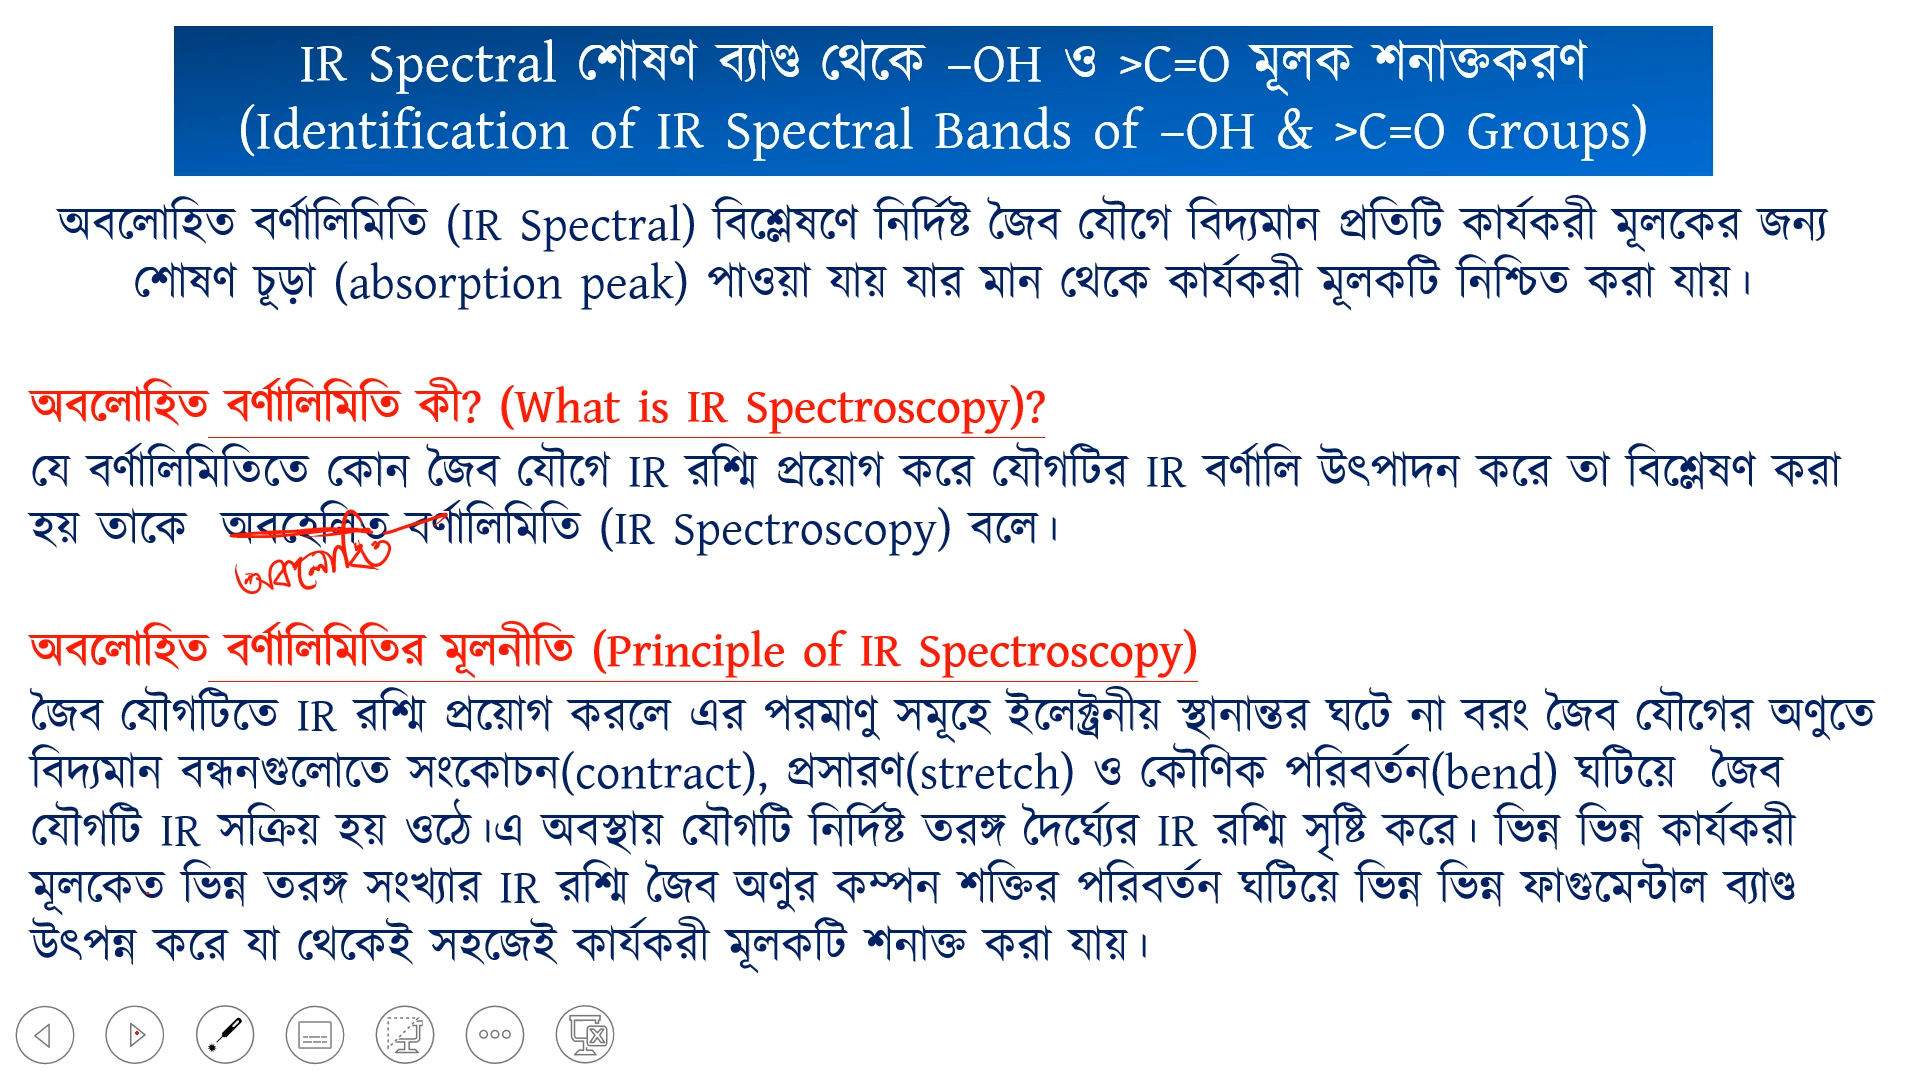 IR Spectral শোষণ ব্যাণ্ড থেকে –OH ও >C=O মূলক শনাক্তকরণ
(Identification of IR Spectral Bands of –OH & >C=O Groups)
অবলোহিত বর্ণালিমিতি (IR Spectral) বিশ্লেষণে নির্দিষ্ট জৈব যৌগে বিদ্যমান প্রতিটি কার্যকরী মূলকের জন্য
শোষণ চূড়া (absorption peak) পাওয়া যায় যার মান থেকে কার্যকরী মূলকটি নিশ্চিত করা যায়।
অবলোহিত বর্ণালিমিতি কী? (What is IR Spectroscopy)?
যে বর্ণালিমিতিতে কোন জৈব যৌগে IR রশ্মি প্রয়োগ করে যৌগটির IR বর্ণালি উৎপাদন করে তা বিশ্লেষণ করা
হয় তাকে অবহেলিত বর্ণালিমিতি (IR Spectroscopy) বলে।
অবলোহিত
অবলোহিত বর্ণালিমিতির মূলনীতি (Principle of IR Spectroscopy)
জৈব যৌগটিতে IR রশ্মি প্রয়োগ করলে এর পরমাণু সমূহে ইলেক্ট্রনীয় স্থানান্তর ঘটে না বরং জৈব যৌগের অণুতে
বিদ্যমান বন্ধনগুলোতে সংকোচন(contract), প্রসারণ(stretch) ও কৌণিক পরিবর্তন(bend) ঘটিয়ে জৈব
যৌগটি IR সক্রিয় হয় ওঠে।এ অবস্থায় যৌগটি নির্দিষ্ট তরঙ্গ দৈর্ঘ্যের IR রশ্মি সৃষ্টি করে। ভিন্ন ভিন্ন কার্যকরী
মূলকেত ভিন্ন তরঙ্গ সংখ্যার IR রশ্মি জৈব অণুর কম্পন শক্তির পরিবর্তন ঘটিয়ে ভিন্ন ভিন্ন ফাণ্ডমেন্টাল ব্যাণ্ড
উৎপন্ন করে যা থেকেই সহজেই কার্যকরী মূলকটি শনাক্ত করা যায়।